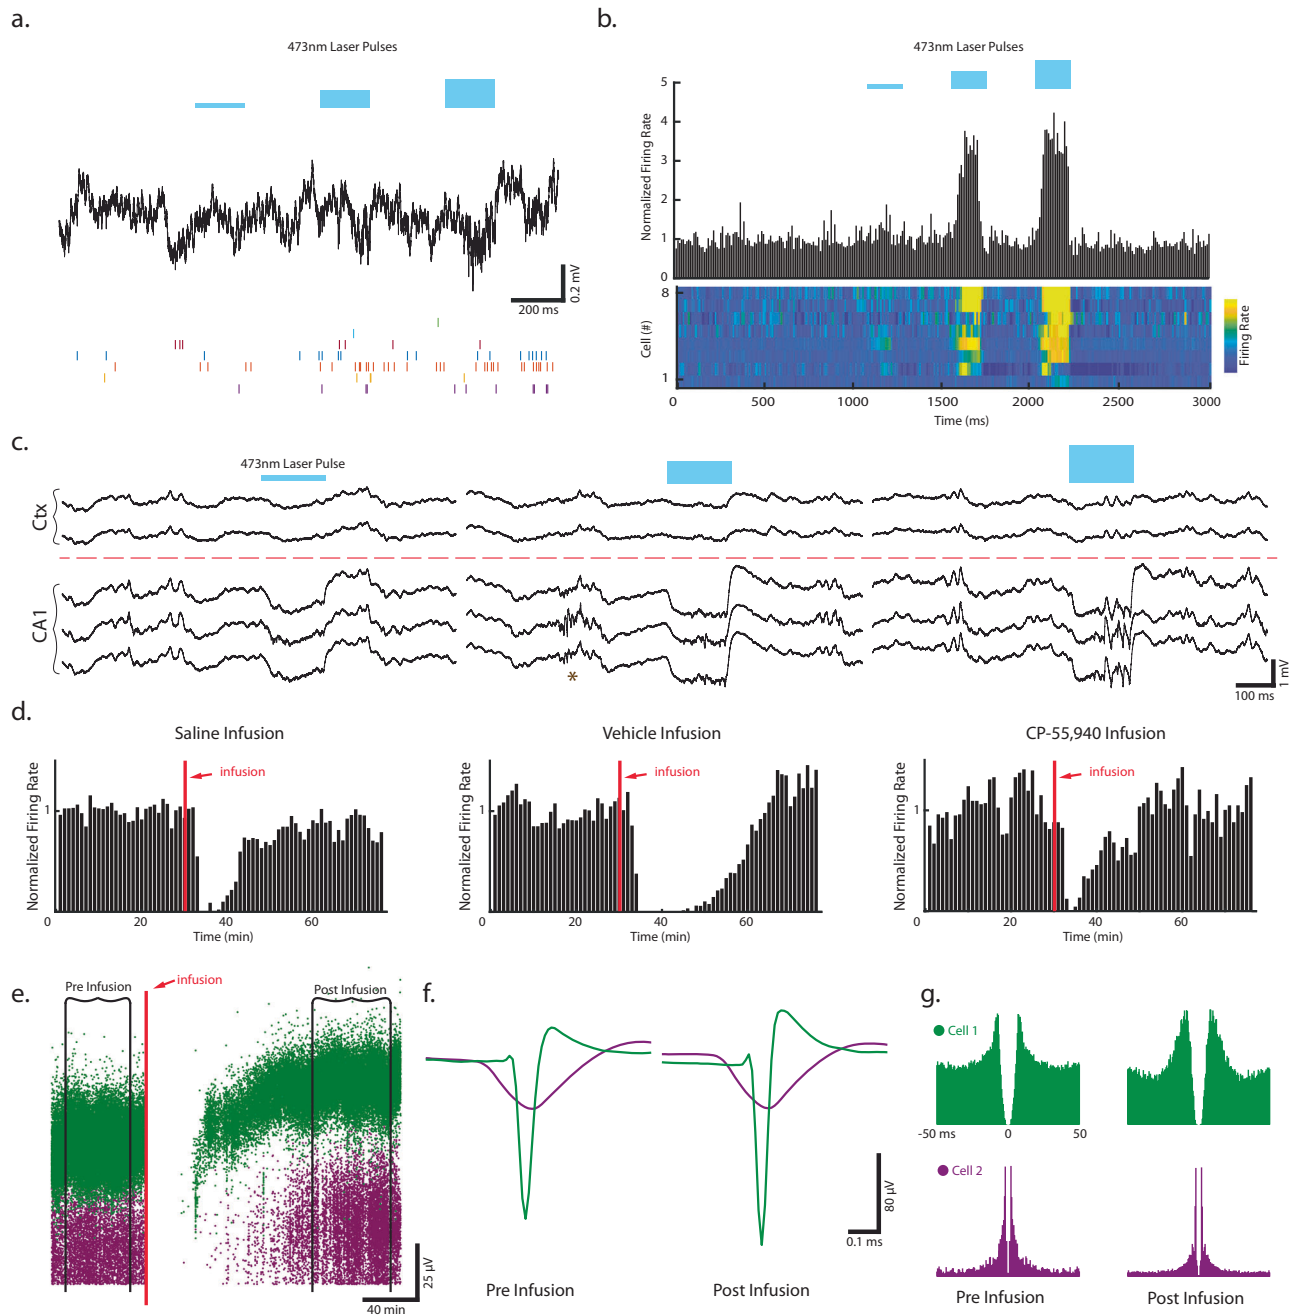 a.
473nm Laser Pulses
0.2 mV
200 ms
b.
473nm Laser Pulses
Normalized Firing Rate
5
4
3
2
1
0
Cell (#)
8
1
Firing Rate
0
500
1000
1500
2000
2500
3000
Time (ms)
c.
473nm Laser Pulse
Ctx
CA1
*
1 mV
100 ms
d.
Saline Infusion
Normalized Firing Rate
1
infusion
0
20
40
60
Time (min)
Vehicle Infusion
Normalized Firing Rate
1
infusion
0
20
40
60
Time (min)
CP-55,940 Infusion
Normalized Firing Rate
1
infusion
0
20
40
60
Time (min)
e.
Pre Infusion
infusion
Post Infusion
25 µV
40 min
f.
80 µV
0.1 ms
Pre Infusion
Post Infusion
g.
Cell 1
-50 ms
0
50
Cell 2
Pre Infusion
Post Infusion